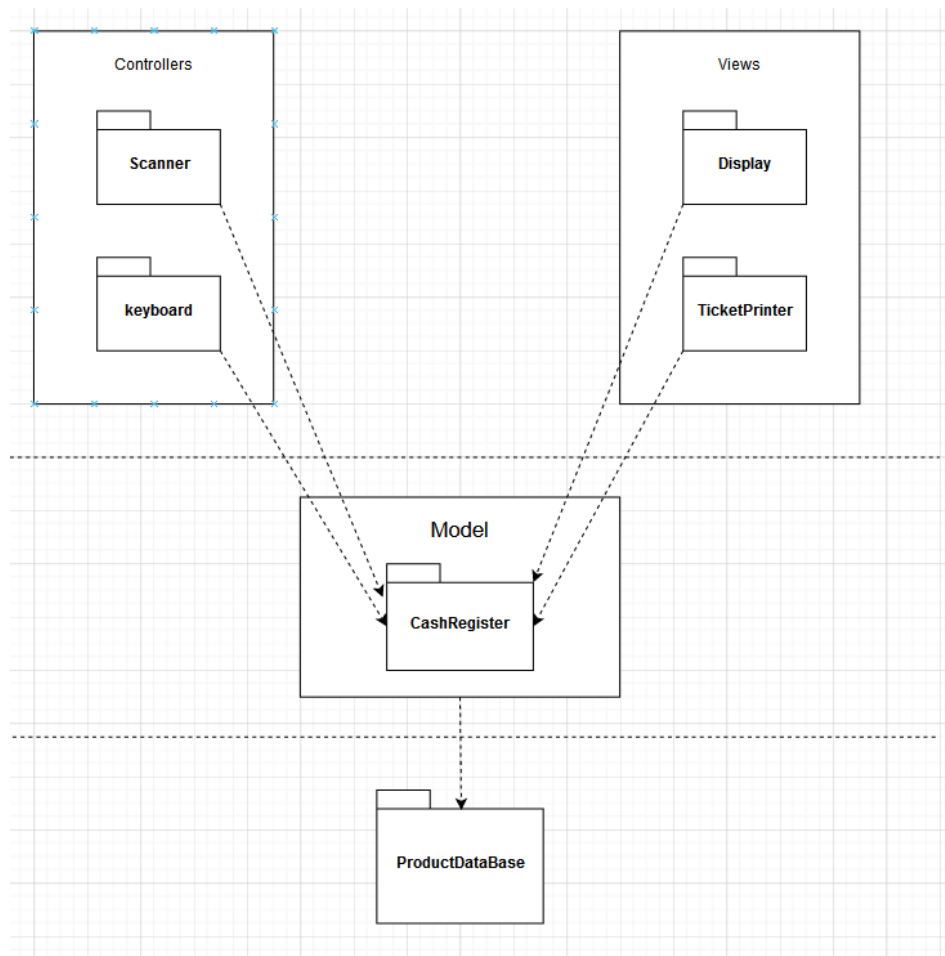 Controllers
Views
Scanner
Display
keyboard
TicketPrinter
Model
CashRegister
ProductDataBase